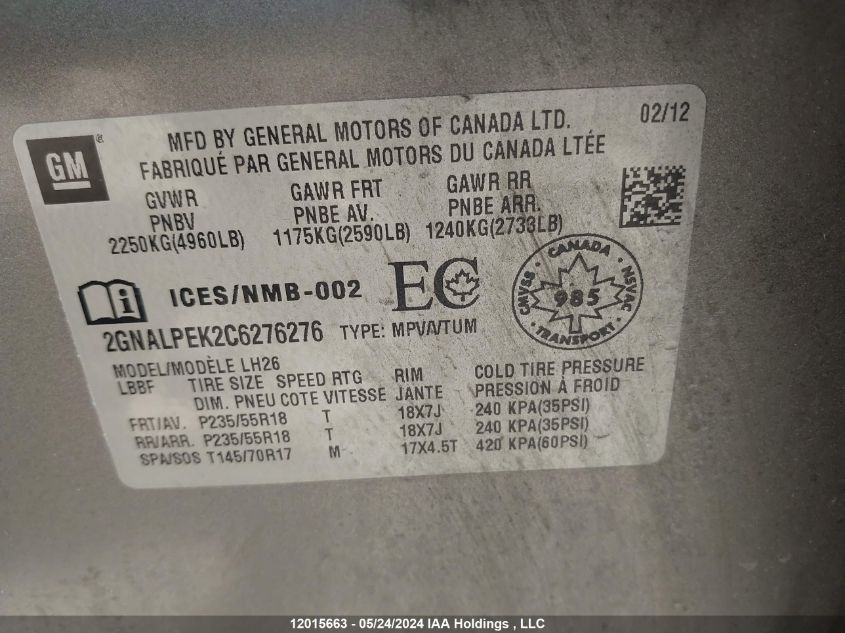 GM®
MFD BY GENERAL MOTORS OF CANADA LTD. 02/12
FABRIQUÉ PAR GENERAL MOTORS DU CANADA LTÉE
GVWR GAWR FRT GAWR RR
PNBV PNBE AV. PNBE ARR.
2250KG(4960LB) 1175KG(2590LB) 1240KG(2733LB)
ICES/NMB-002 EC
CANADA
CMVSS 985 NSVAC
TRANSPORT
2GNALPEK2C6276276 TYPE: MPVA/TUM
MODEL/MODÈLE LH26
LBBF TIRE SIZE SPEED RTG RIM COLD TIRE PRESSURE
DIM. PNEU COTE VITESSE JANTE PRESSION À FROID
FRT/AV. P235/55R18 T 18X7J 240 KPA(35PSI)
RR/ARR. P235/55R18 T 18X7J 240 KPA(35PSI)
SPA/SOS T145/70R17 M 17X4.5T 420 KPA(60PSI)
12015663 - 05/24/2024 IAA Holdings , LLC